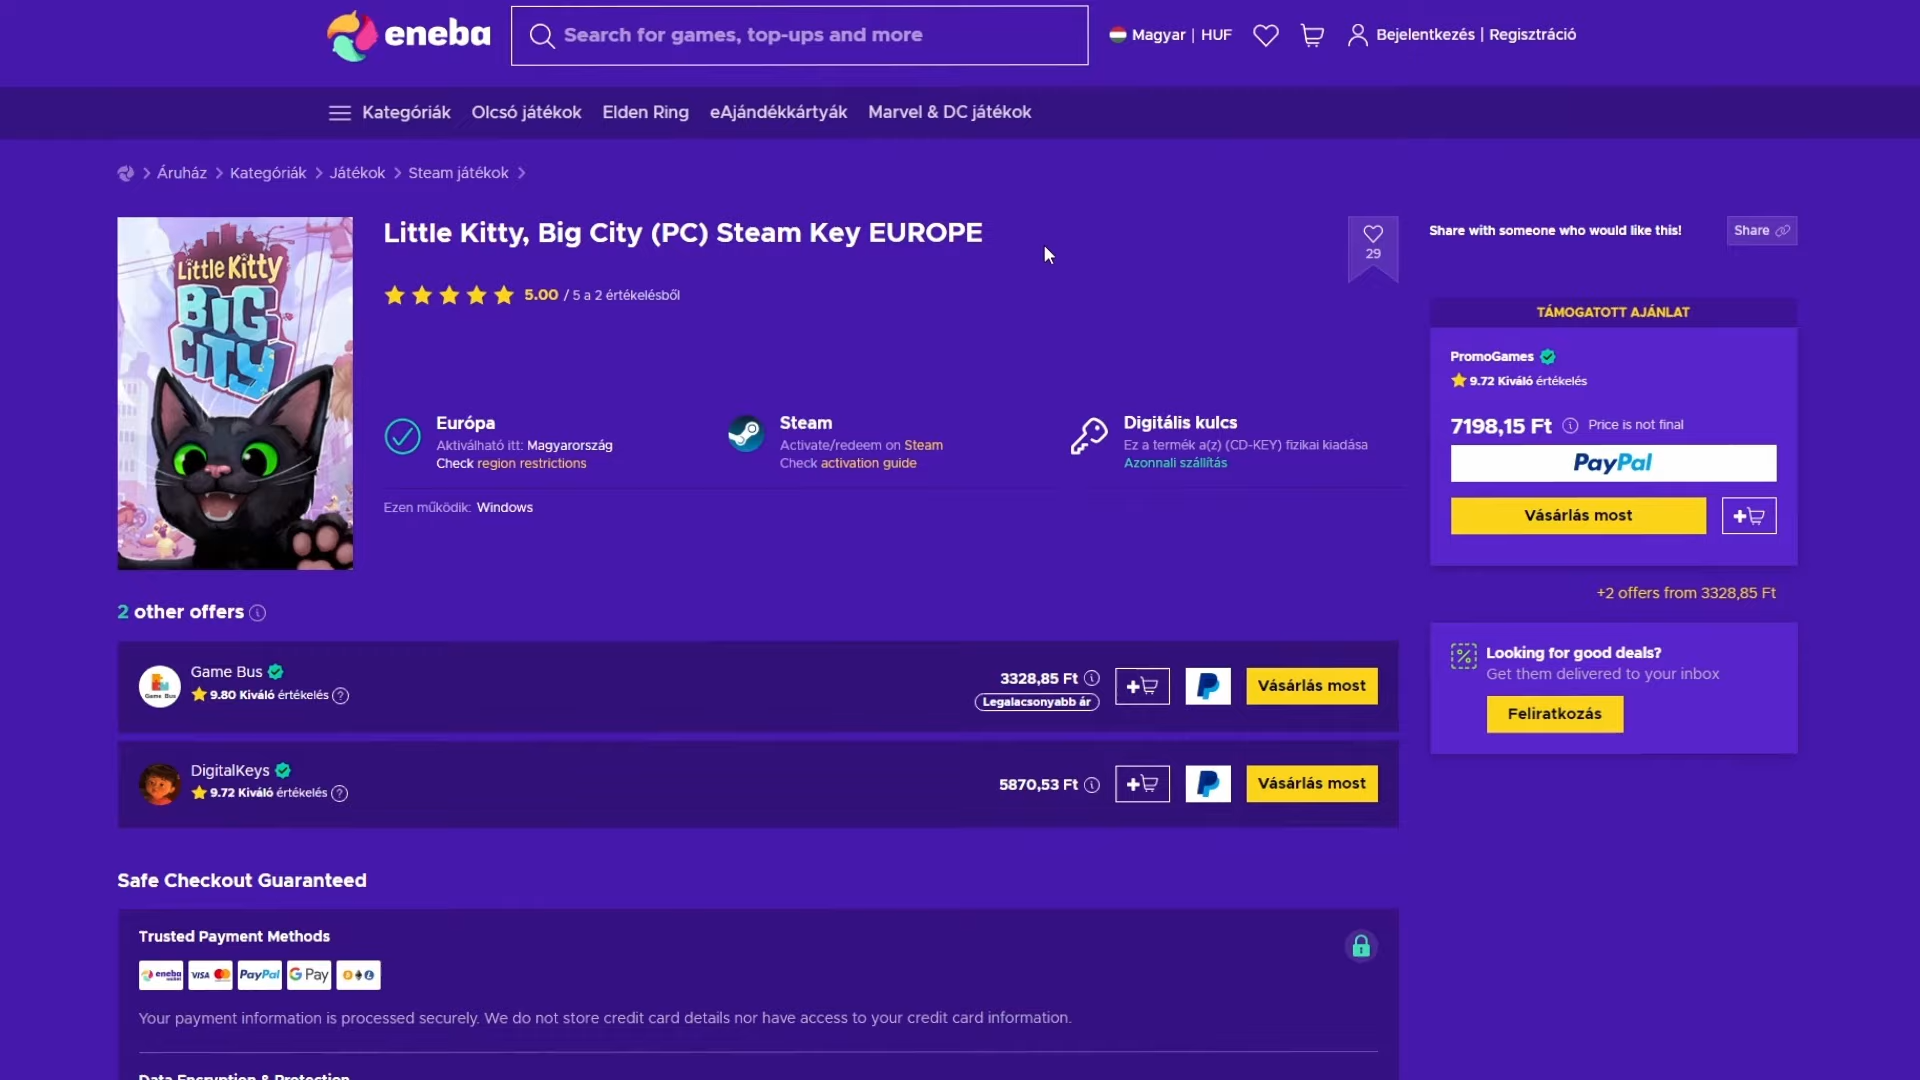 eneba
Search for games, top-ups and more
Magyar | HUF
Bejelentkezés | Regisztráció
Kategóriák
Olcsó játékok
Elden Ring
eAjándékkártyák
Marvel & DC játékok
Áruház
Kategóriák
Játékok
Steam játékok
Little Kitty
BIG
CITY
Little Kitty, Big City (PC) Steam Key EUROPE
5.00 / 5 a 2 értékelésből
29
Share with someone who would like this!
Share
Európa
Aktiválható itt: Magyarország
Check region restrictions
Steam
Activate/redeem on Steam
Check activation guide
Digitális kulcs
Ez a termék a(z) (CD-KEY) fizikai kiadása
Azonnali szállítás
Ezen működik: Windows
TÁMOGATOTT AJÁNLAT
PromoGames
9.72 Kiváló értékelés
7198,15 Ft
Price is not final
PayPal
Vásárlás most
+2 offers from 3328,85 Ft
Looking for good deals?
Get them delivered to your inbox
Feliratkozás
2 other offers
Game Bus
Game Bus
9.80 Kiváló értékelés
3328,85 Ft
Legalacsonyabb ár
Vásárlás most
DigitalKeys
9.72 Kiváló értékelés
5870,53 Ft
Vásárlás most
Safe Checkout Guaranteed
Trusted Payment Methods
eneba
VISA
PayPal
G Pay
Your payment information is processed securely. We do not store credit card details nor have access to your credit card information.
Data Encryption & Protection